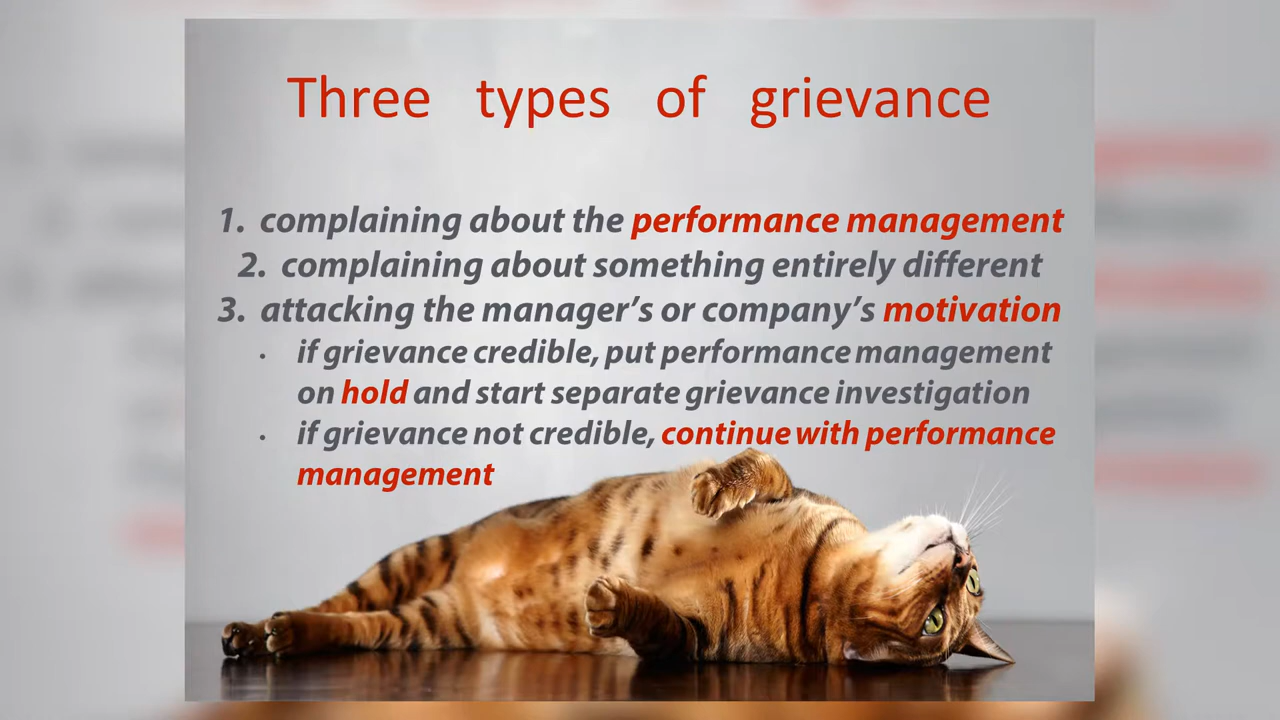 Three types of grievance
1. complaining about the performance management
2. complaining about something entirely different
3. attacking the manager’s or company’s motivation
• if grievance credible, put performance management
on hold and start separate grievance investigation
• if grievance not credible, continue with performance
management